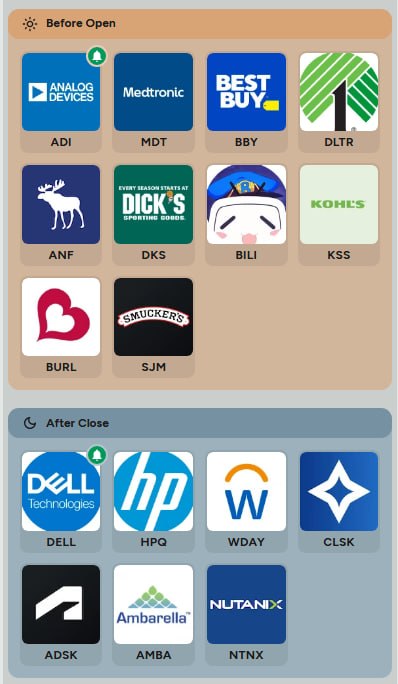 Before Open
ANALOG
DEVICES
ADI
Medtronic
MDT
BEST
BUY
BBY
DLTR
ANF
EVERY SEASON STARTS AT
DICK'S
SPORTING GOODS.
DKS
BILI
KOHL'S
KSS
BURL
SMUCKER'S
SJM
After Close
DELL
Technologies
DELL
hp
HPQ
W
WDAY
CLSK
ADSK
Ambarella™
AMBA
NUTANIX
NTNX